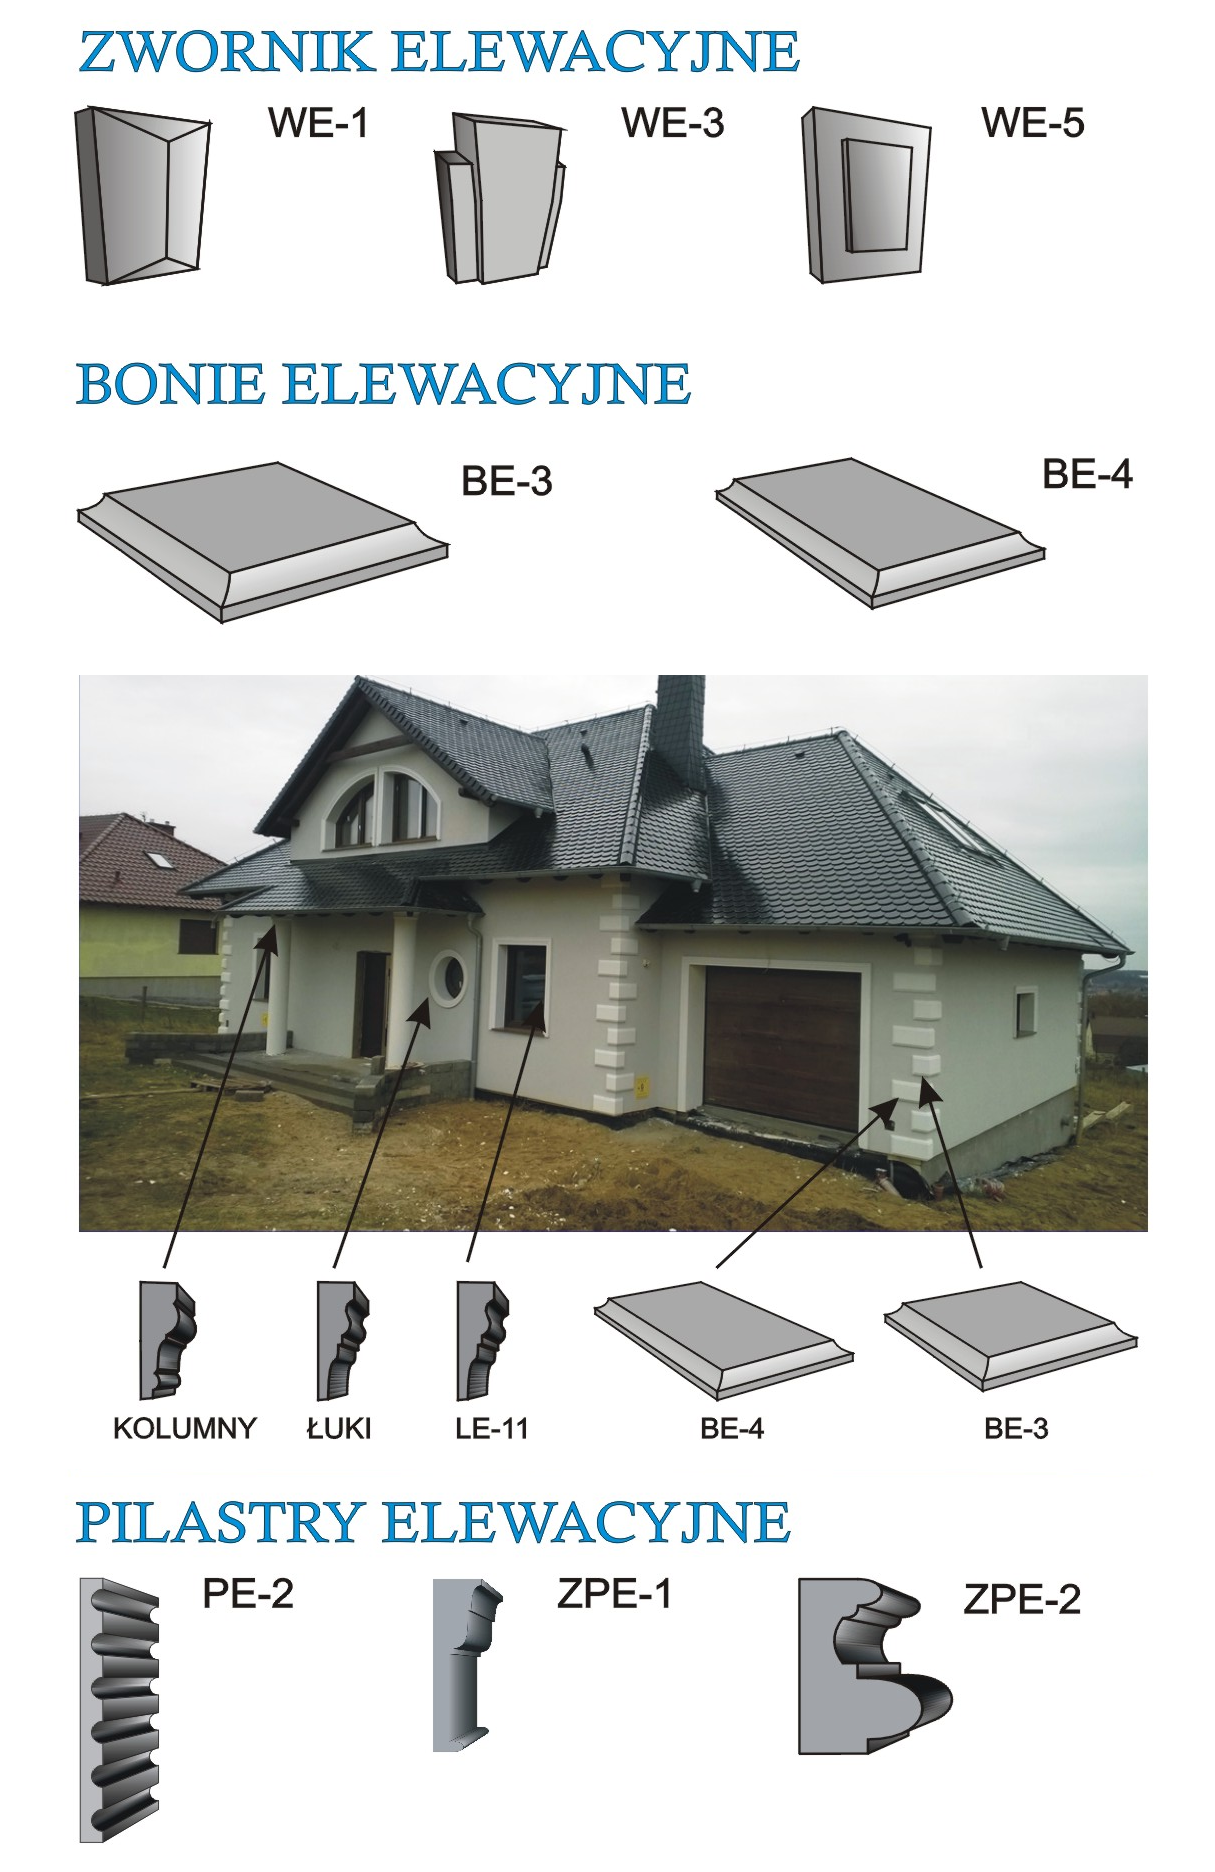 ZWORNIK ELEWACYJNE
WE-1 WE-3 WE-5
BONIE ELEWACYJNE
BE-3 BE-4
KOLUMNY ŁUKI LE-11 BE-4 BE-3
PILASTRY ELEWACYJNE
PE-2 ZPE-1 ZPE-2